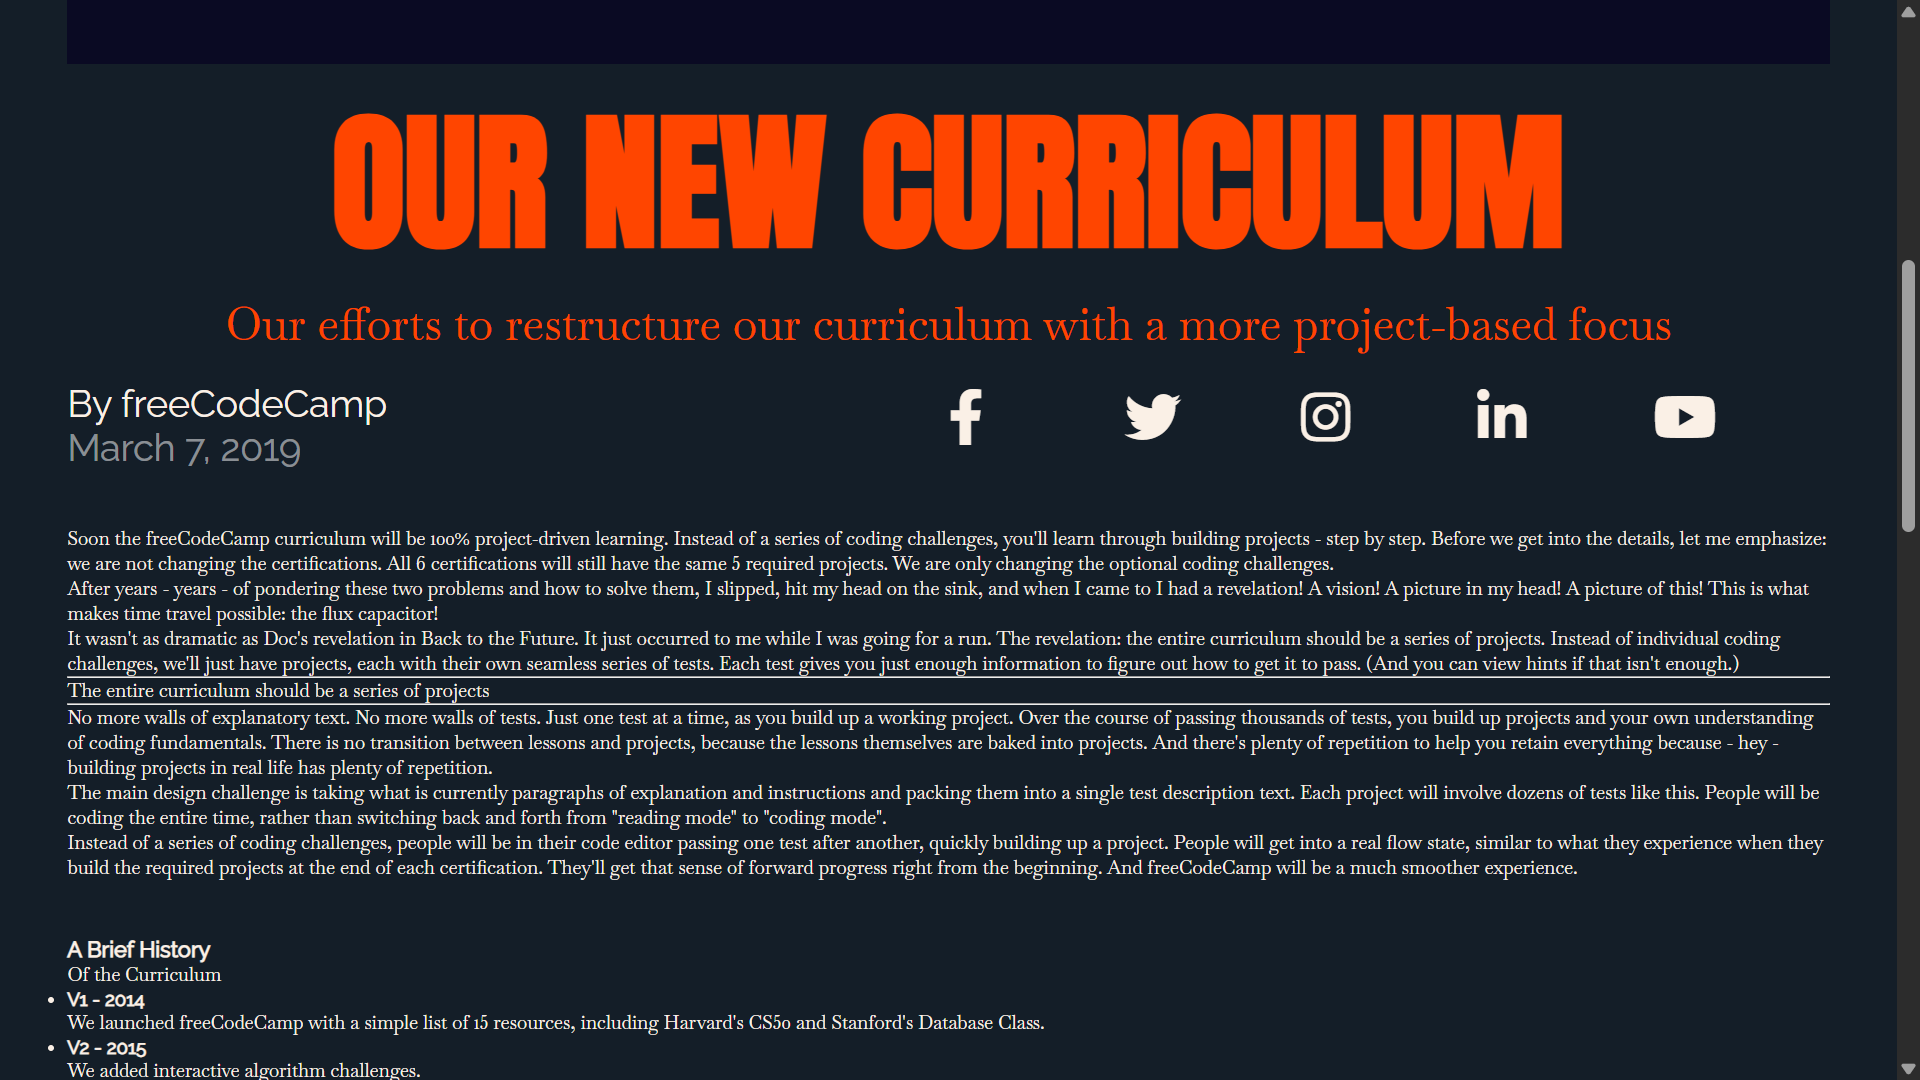 OUR NEW CURRICULUM
Our efforts to restructure our curriculum with a more project-based focus
By freeCodeCamp
March 7, 2019
Soon the freeCodeCamp curriculum will be 100% project-driven learning. Instead of a series of coding challenges, you'll learn through building projects - step by step. Before we get into the details, let me emphasize:
we are not changing the certifications. All 6 certifications will still have the same 5 required projects. We are only changing the optional coding challenges.
After years - years - of pondering these two problems and how to solve them, I slipped, hit my head on the sink, and when I came to I had a revelation! A vision! A picture in my head! A picture of this! This is what
makes time travel possible: the flux capacitor!
It wasn't as dramatic as Doc's revelation in Back to the Future. It just occurred to me while I was going for a run. The revelation: the entire curriculum should be a series of projects. Instead of individual coding
challenges, we'll just have projects, each with their own seamless series of tests. Each test gives you just enough information to figure out how to get it to pass. (And you can view hints if that isn't enough.)
The entire curriculum should be a series of projects
No more walls of explanatory text. No more walls of tests. Just one test at a time, as you build up a working project. Over the course of passing thousands of tests, you build up projects and your own understanding
of coding fundamentals. There is no transition between lessons and projects, because the lessons themselves are baked into projects. And there's plenty of repetition to help you retain everything because - hey -
building projects in real life has plenty of repetition.
The main design challenge is taking what is currently paragraphs of explanation and instructions and packing them into a single test description text. Each project will involve dozens of tests like this. People will be
coding the entire time, rather than switching back and forth from "reading mode" to "coding mode".
Instead of a series of coding challenges, people will be in their code editor passing one test after another, quickly building up a project. People will get into a real flow state, similar to what they experience when they
build the required projects at the end of each certification. They'll get that sense of forward progress right from the beginning. And freeCodeCamp will be a much smoother experience.
A Brief History
Of the Curriculum
• V1 - 2014
We launched freeCodeCamp with a simple list of 15 resources, including Harvard's CS50 and Stanford's Database Class.
• V2 - 2015
We added interactive algorithm challenges.